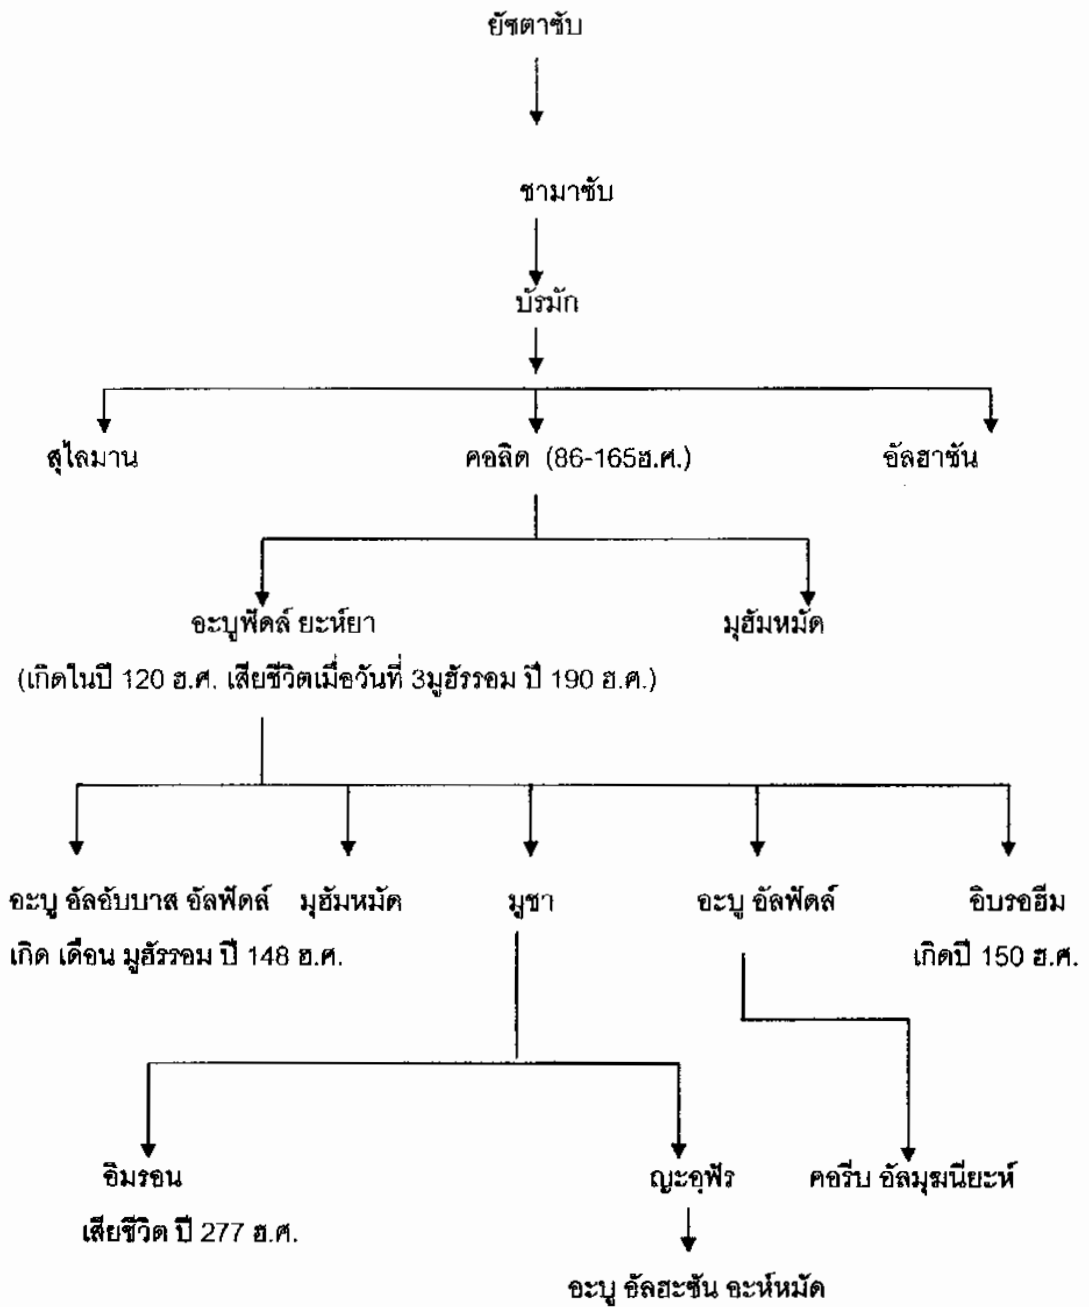 ยัชตาซับ
ชามาซับ
บัรมัก
สุไลมาน คอลิด (86-165ฮ.ศ.) อัลฮาซัน
อะบูฟัดล์ ยะห์ยา มุฮัมหมัด
(เกิดในปี 120 ฮ.ศ. เสียชีวิตเมื่อวันที่ 3มูฮัรรอม ปี 190 ฮ.ศ.)
อะบู อัลอับบาส อัลฟัดล์ มุฮัมหมัด มูซา อะบู อัลฟัดล์ อิบรอฮีม
เกิด เดือน มูฮัรรอม ปี 148 ฮ.ศ. เกิดปี 150 ฮ.ศ.
อิมรอน ญะอฺฟัร คอรีบ อัลมุฆนียะห์
เสียชีวิต ปี 277 ฮ.ศ.
อะบู อัลฮะซัน อะห์หมัด